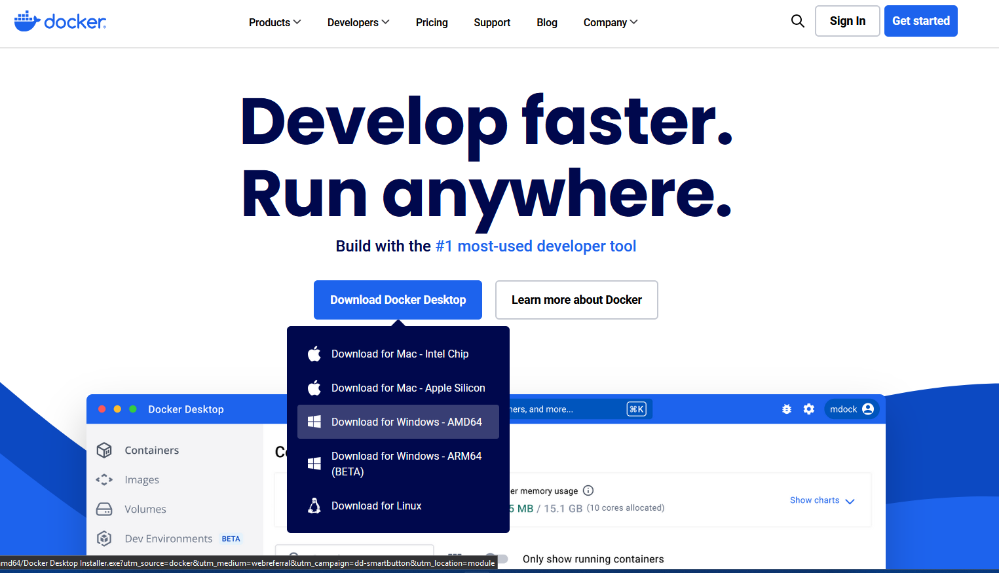 docker
Products
Developers
Pricing
Support
Blog
Company
Sign In
Get started
Develop faster.
Run anywhere.
Build with the #1 most-used developer tool
Download Docker Desktop
Learn more about Docker
Download for Mac - Intel Chip
Download for Mac - Apple Silicon
Download for Windows - AMD64
Download for Windows - ARM64
(BETA)
Download for Linux
Docker Desktop
and more...
⌘K
mdock
Containers
Images
Volumes
Dev Environments BETA
memory usage
MB / 15.1 GB (10 cores allocated)
Show charts
Only show running containers
amd64/Docker Desktop Installer.exe?utm_source=docker&utm_medium=webreferral&utm_campaign=dd-smartbutton&utm_location=module